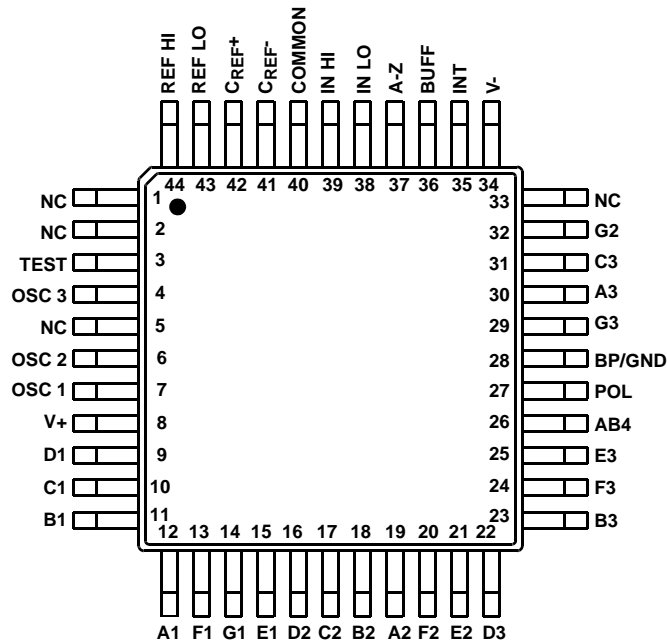 REF HI
REF LO
CREF+
CREF-
COMMON
IN HI
IN LO
A-Z
BUFF
INT
V-
44 43 42 41 40 39 38 37 36 35 34
NC 1 33 NC
NC 2 32 G2
TEST 3 31 C3
OSC 3 4 30 A3
NC 5 29 G3
OSC 2 6 28 BP/GND
OSC 1 7 27 POL
V+ 8 26 AB4
D1 9 25 E3
C1 10 24 F3
B1 11 23 B3
12 13 14 15 16 17 18 19 20 21 22
A1 F1 G1 E1 D2 C2 B2 A2 F2 E2 D3